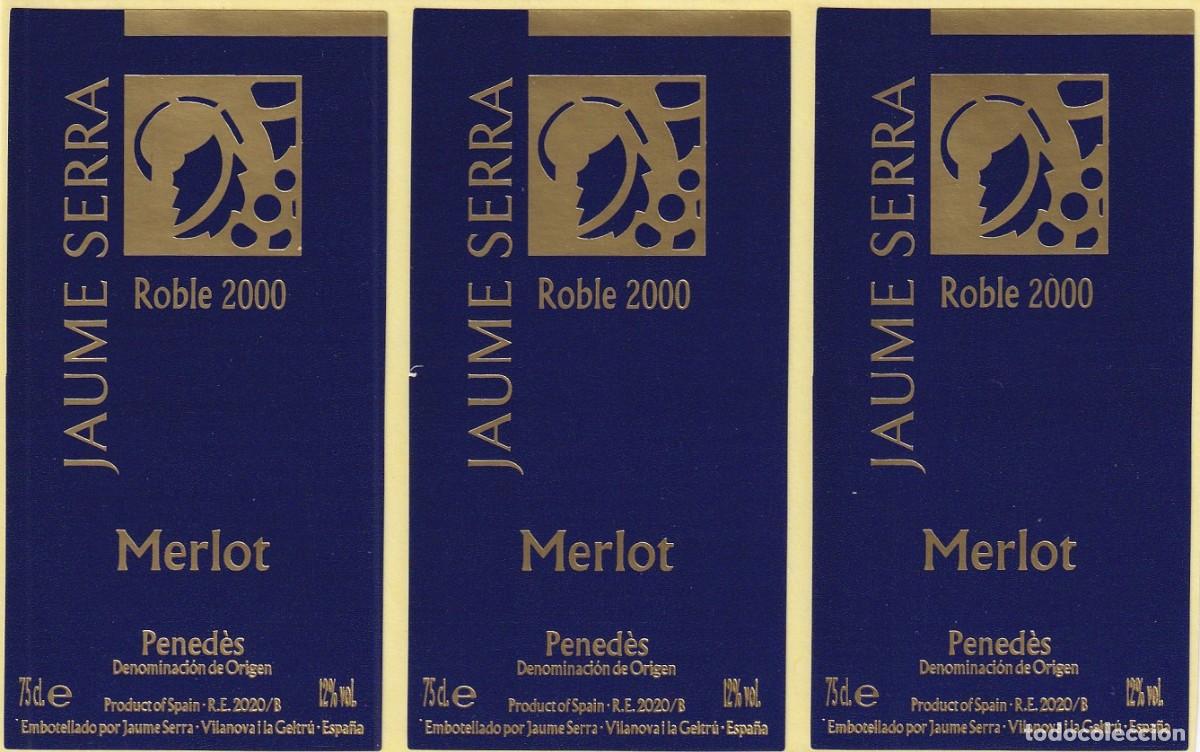 JAUME SERRA
Roble 2000
Merlot
Penedès
Denominación de Origen
75 cl. e 12% vol.
Product of Spain · R.E. 2020/B
Embotellado por Jaume Serra · Vilanova i la Geltrú · España
JAUME SERRA
Roble 2000
Merlot
Penedès
Denominación de Origen
75 cl. e 12% vol.
Product of Spain · R.E. 2020/B
Embotellado por Jaume Serra · Vilanova i la Geltrú · España
JAUME SERRA
Roble 2000
Merlot
Penedès
Denominación de Origen
75 cl. e 12% vol.
Product of Spain · R.E. 2020/B
Embotellado por Jaume Serra · Vilanova i la Geltrú · España
todocoleccion